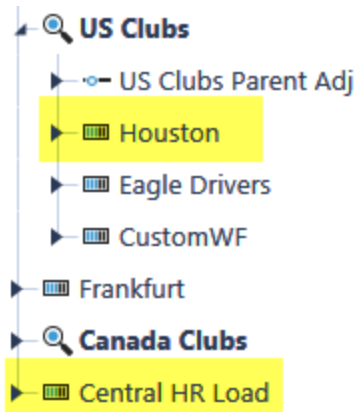 US Clubs
US Clubs Parent Adj
Houston
Eagle Drivers
CustomWF
Frankfurt
Canada Clubs
Central HR Load